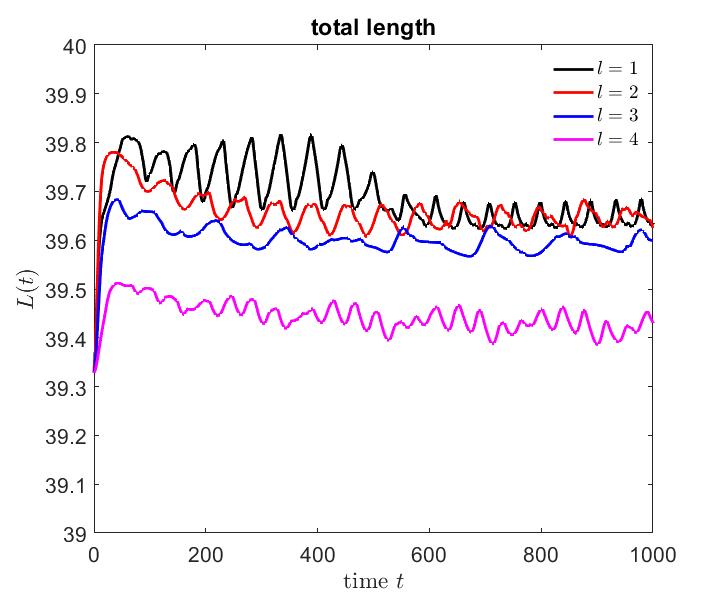 total length
40
39.9
39.8
39.7
39.6
39.5
39.4
39.3
39.2
39.1
39
L(t)
l = 1
l = 2
l = 3
l = 4
0 200 400 600 800 1000
time t